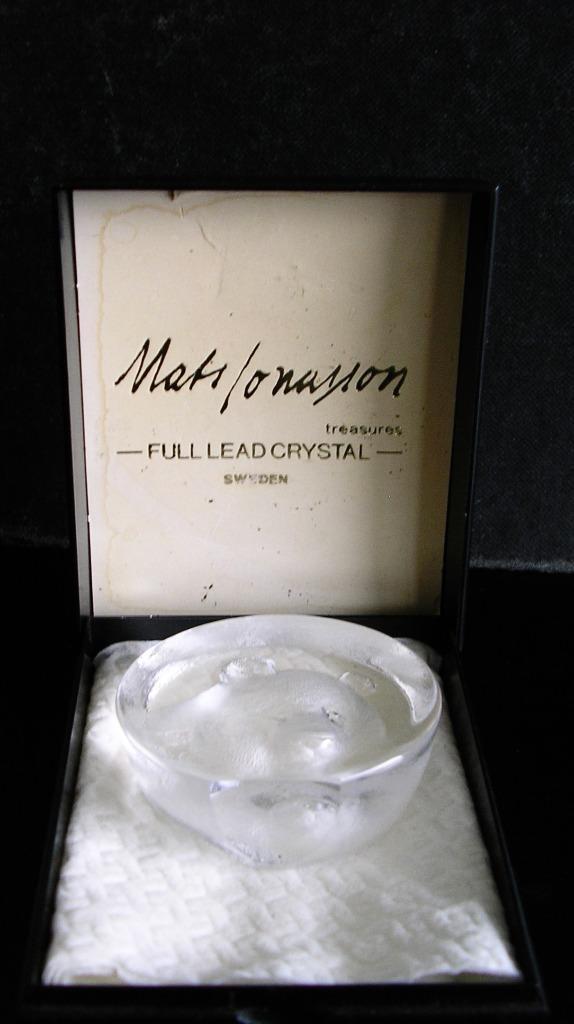 Mats Jonasson
treasures
— FULL LEAD CRYSTAL —
SWEDEN